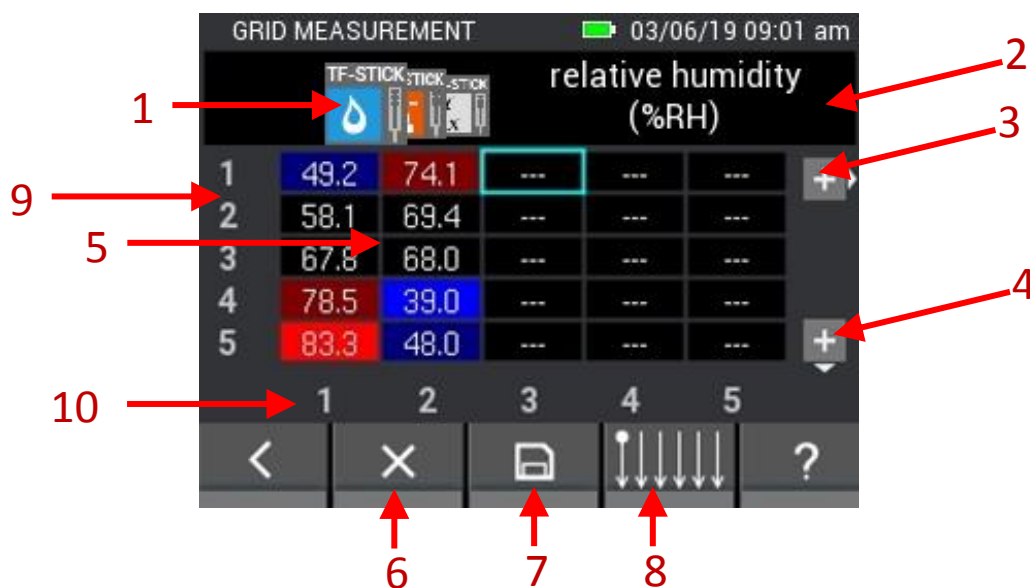 GRID MEASUREMENT 03/06/19 09:01 am
TF-STICK STICK -STICK relative humidity
(%RH)
x
1 2 3 4 5 6 7 8 9 10
1 49.2 74.1 --- --- --- +
2 58.1 69.4 --- --- ---
3 67.8 68.0 --- --- ---
4 78.5 39.0 --- --- ---
5 83.3 48.0 --- --- --- +
1 2 3 4 5
?